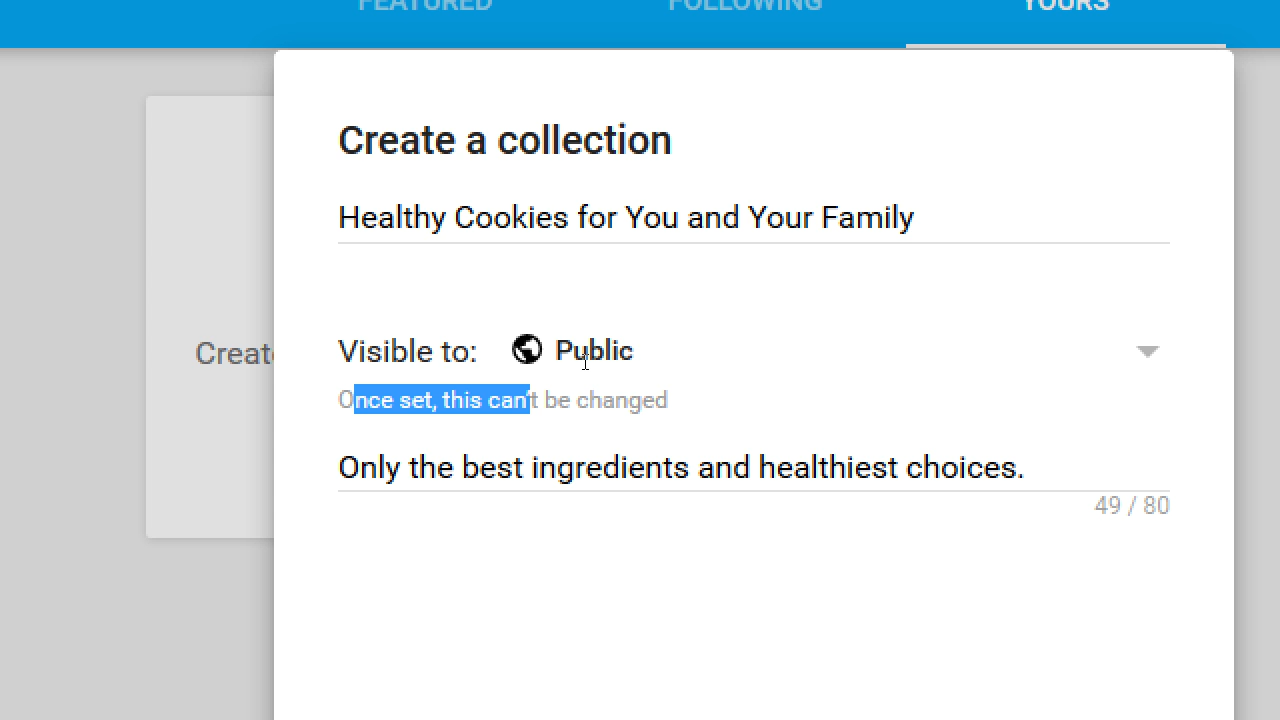 FEATURED FOLLOWING YOURS
Create a collection
Healthy Cookies for You and Your Family
Visible to: Public
Create
Once set, this can't be changed
Only the best ingredients and healthiest choices.
49 / 80